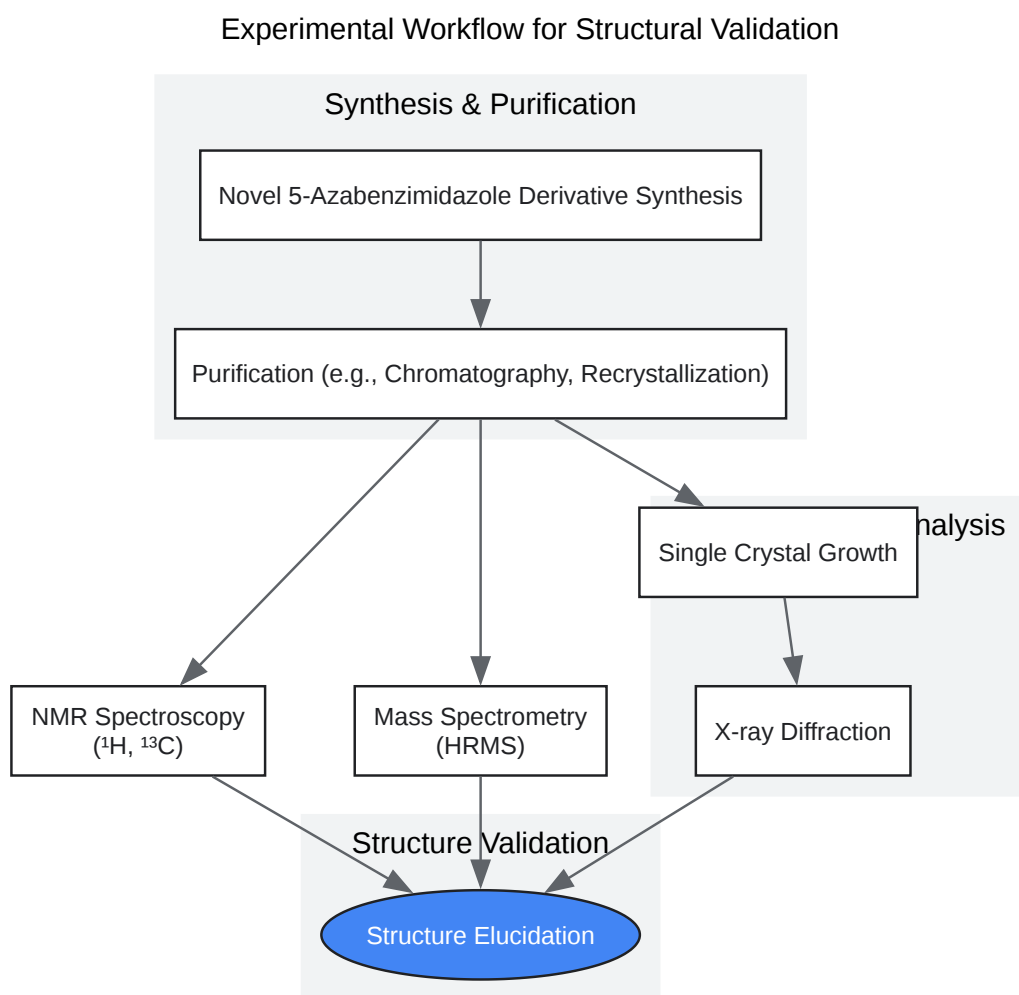 Experimental Workflow for Structural Validation
Synthesis & Purification
Novel 5-Azabenzimidazole Derivative Synthesis
Purification (e.g., Chromatography, Recrystallization)
Single Crystal Growth
NMR Spectroscopy
(¹H, ¹³C)
Mass Spectrometry
(HRMS)
X-ray Diffraction
Structure Validation
Structure Elucidation